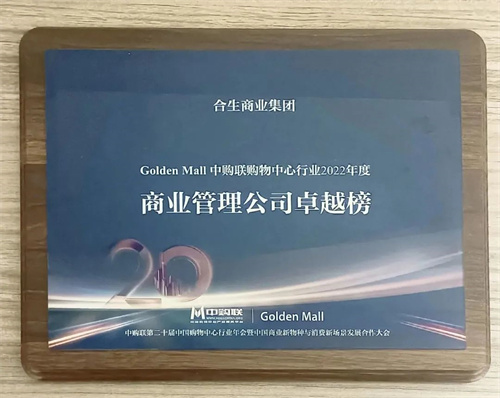 合生商业集团
Golden Mall 中购联购物中心行业2022年度
商业管理公司卓越榜
20
中购联
Golden Mall
中购联第二十届中国购物中心行业年会暨中国商业新物种与消费新场景发展合作大会